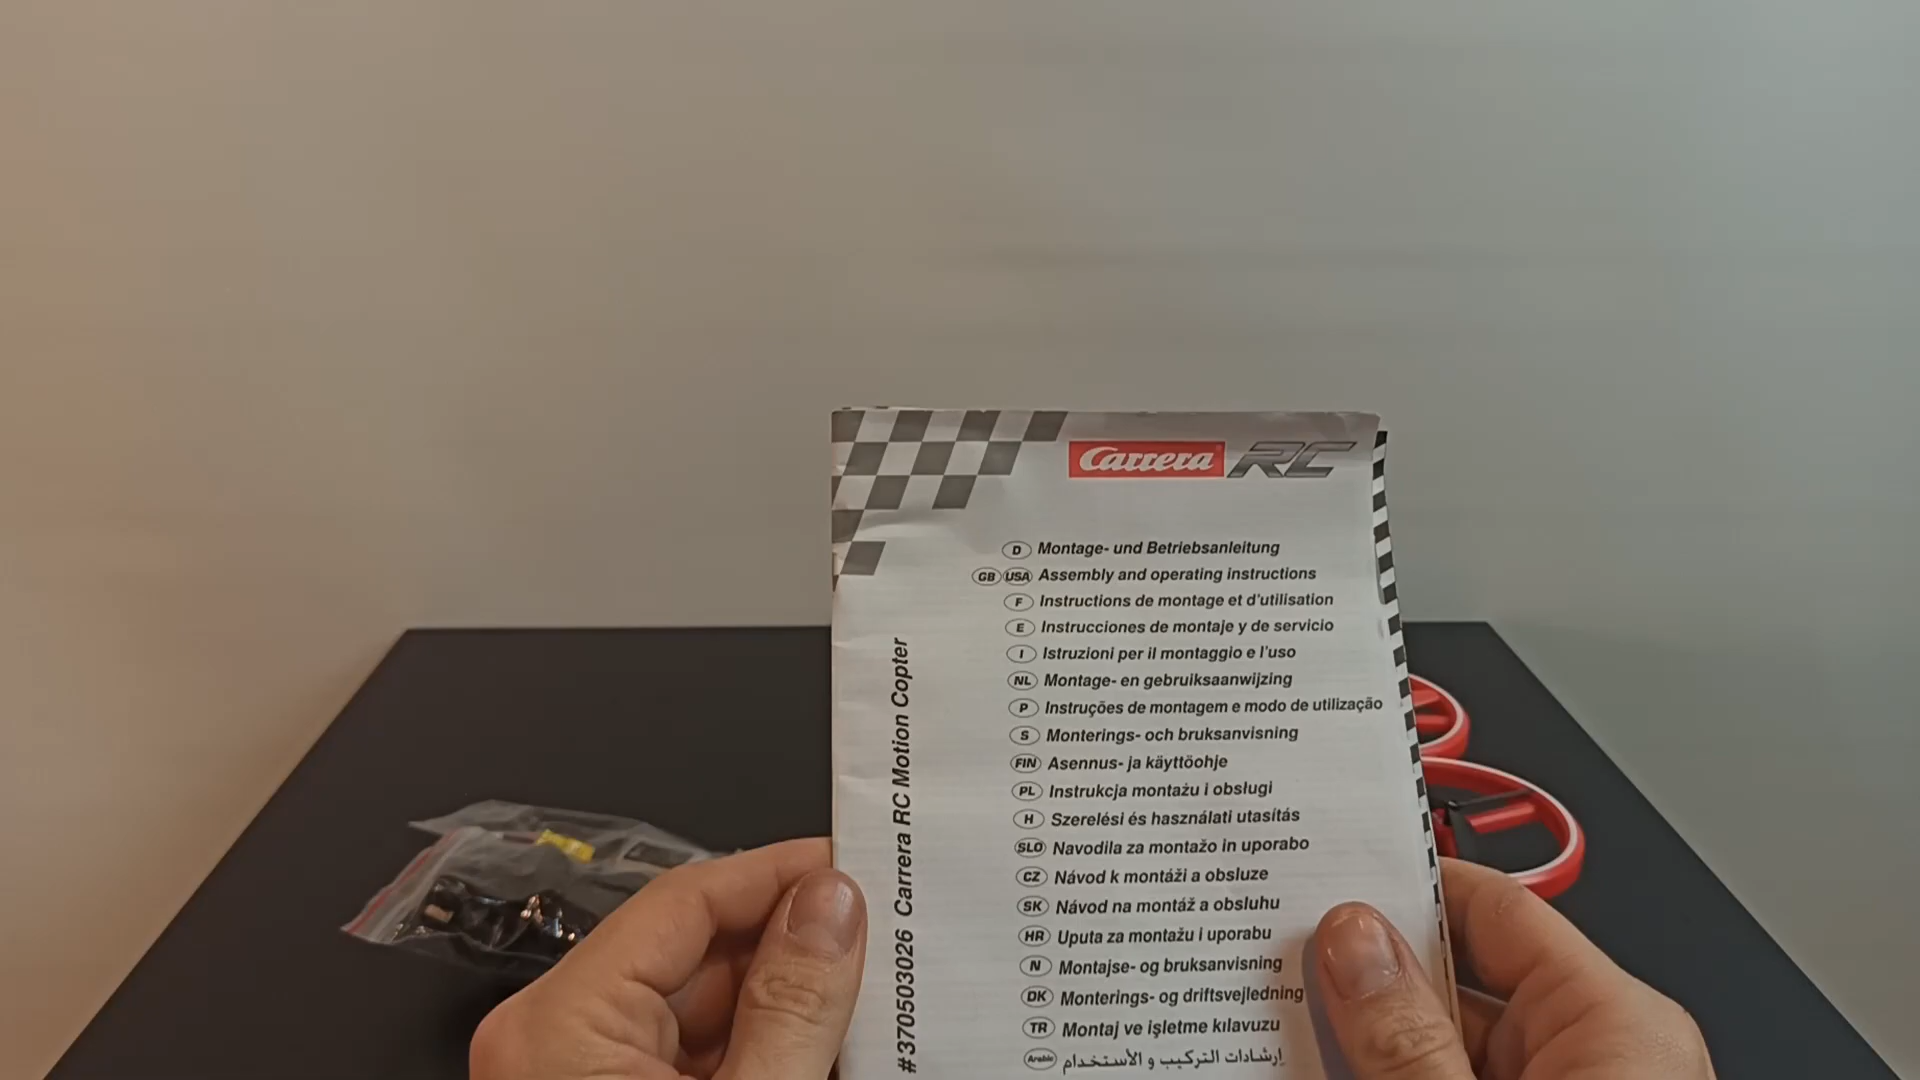 Carrera RC
D Montage- und Betriebsanleitung
GB USA Assembly and operating instructions
F Instructions de montage et d'utilisation
E Instrucciones de montaje y de servicio
I Istruzioni per il montaggio e l'uso
NL Montage- en gebruiksaanwijzing
P Instruções de montagem e modo de utilização
S Monterings- och bruksanvisning
FIN Asennus- ja käyttöohje
PL Instrukcja montażu i obsługi
H Szerelési és használati utasítás
SLO Navodila za montažo in uporabo
CZ Návod k montáži a obsluze
SK Návod na montáž a obsluhu
HR Uputa za montažu i uporabu
N Montajse- og bruksanvisning
DK Monterings- og driftsvejledning
TR Montaj ve işletme kılavuzu
Arabic إرشادات التركيب و الاستخدام
#370503026 Carrera RC Motion Copter